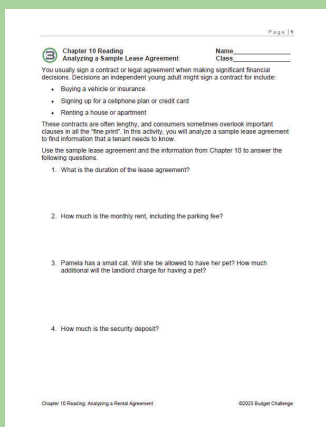 Page | 1
3 Chapter 10 Reading Name
Analyzing a Sample Lease Agreement Class
You usually sign a contract or legal agreement when making significant financial
decisions. Decisions an independent young adult might sign a contract for include:
• Buying a vehicle or insurance
• Signing up for a cellphone plan or credit card
• Renting a house or apartment
These contracts are often lengthy, and consumers sometimes overlook important
clauses in all the "fine print". In this activity, you will analyze a sample lease agreement
to find information that a tenant needs to know.
Use the sample lease agreement and the information from Chapter 10 to answer the
following questions.
1. What is the duration of the lease agreement?
2. How much is the monthly rent, including the parking fee?
3. Pamela has a small cat. Will she be allowed to have her pet? How much
additional will the landlord charge for having a pet?
4. How much is the security deposit?
Chapter 10 Reading: Analyzing a Rental Agreement ©2023 Budget Challenge